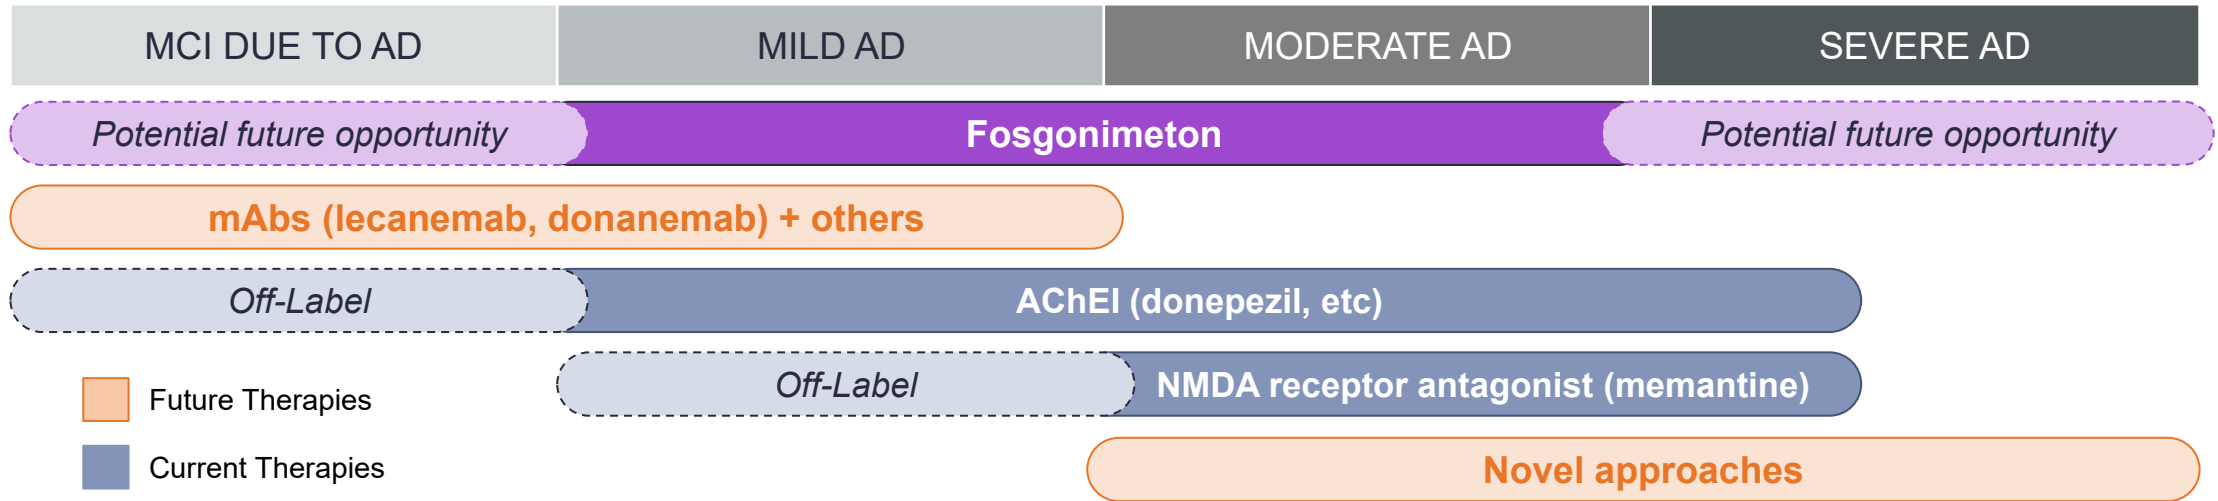 MCI DUE TO AD
MILD AD
MODERATE AD
SEVERE AD
Potential future opportunity
Fosgonimeton
Potential future opportunity
mAbs (lecanemab, donanemab) + others
Off-Label
AChEI (donepezil, etc)
Off-Label
NMDA receptor antagonist (memantine)
Future Therapies
Current Therapies
Novel approaches